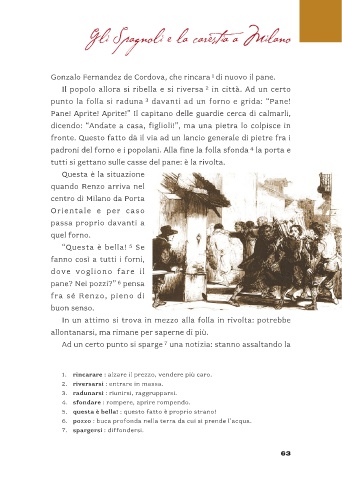 Gli Spagnoli e la carestia a Milano
Gonzalo Fernandez de Cordova, che rincara 1 di nuovo il pane.
Il popolo allora si ribella e si riversa 2 in città. Ad un certo
punto la folla si raduna 3 davanti ad un forno e grida: "Pane!
Pane! Aprite! Aprite!" Il capitano delle guardie cerca di calmarli,
dicendo: "Andate a casa, figlioli!", ma una pietra lo colpisce in
fronte. Questo fatto dà il via ad un lancio generale di pietre fra i
padroni del forno e i popolani. Alla fine la folla sfonda 4 la porta e
tutti si gettano sulle casse del pane: è la rivolta.
Questa è la situazione
quando Renzo arriva nel
centro di Milano da Porta
Orientale e per caso
passa proprio davanti a
quel forno.
"Questa è bella! 5 Se
fanno così a tutti i forni,
dove vogliono fare il
pane? Nei pozzi?" 6 pensa
fra sé Renzo, pieno di
buon senso.
In un attimo si trova in mezzo alla folla in rivolta: potrebbe
allontanarsi, ma rimane per saperne di più.
Ad un certo punto si sparge 7 una notizia: stanno assaltando la
1. rincarare : alzare il prezzo, vendere più caro.
2. riversarsi : entrare in massa.
3. radunarsi : riunirsi, raggrupparsi.
4. sfondare : rompere, aprire rompendo.
5. questa è bella! : questo fatto è proprio strano!
6. pozzo : buca profonda nella terra da cui si prende l'acqua.
7. spargersi : diffondersi.
63